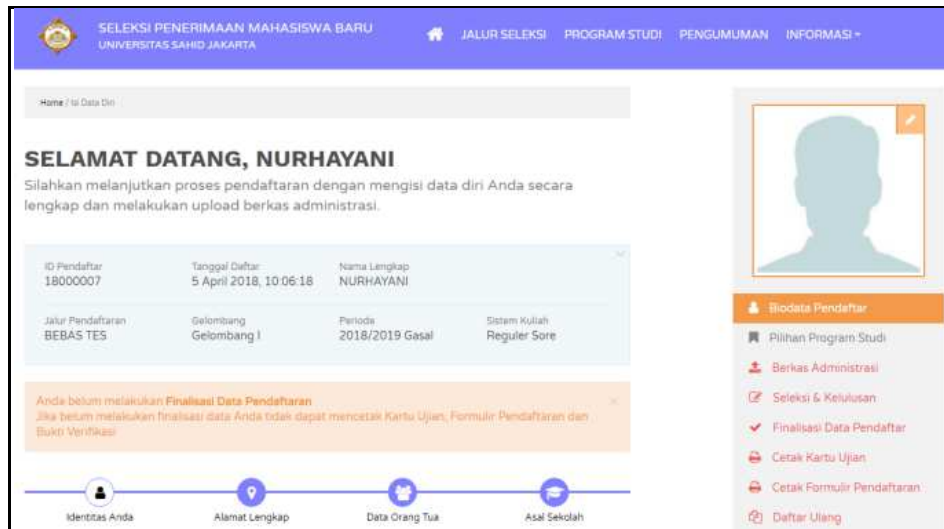 SELEKSI PENERIMAAN MAHASISWA BARU
UNIVERSITAS SAHID JAKARTA
JALUR SELEKSI PROGRAM STUDI PENGUMUMAN INFORMASI
Home / Isi Data Diri
SELAMAT DATANG, NURHAYANI
Silahkan melanjutkan proses pendaftaran dengan mengisi data diri Anda secara
lengkap dan melakukan upload berkas administrasi.
ID Pendaftar Tanggal Daftar Nama Lengkap
18000007 5 April 2018, 10:06:18 NURHAYANI
Jalur Pendaftaran Gelombang Periode Sistem Kuliah
BEBAS TES Gelombang I 2018/2019 Gasal Reguler Sore
Anda belum melakukan Finalisasi Data Pendaftaran
Jika belum melakukan finalisasi data Anda tidak dapat mencetak Kartu Ujian, Formulir Pendaftaran dan
Bukti Verifikasi
Identitas Anda Alamat Lengkap Data Orang Tua Asal Sekolah
Biodata Pendaftar
Pilihan Program Studi
Berkas Administrasi
Seleksi & Kelulusan
Finalisasi Data Pendaftar
Cetak Kartu Ujian
Cetak Formulir Pendaftaran
Daftar Ulang